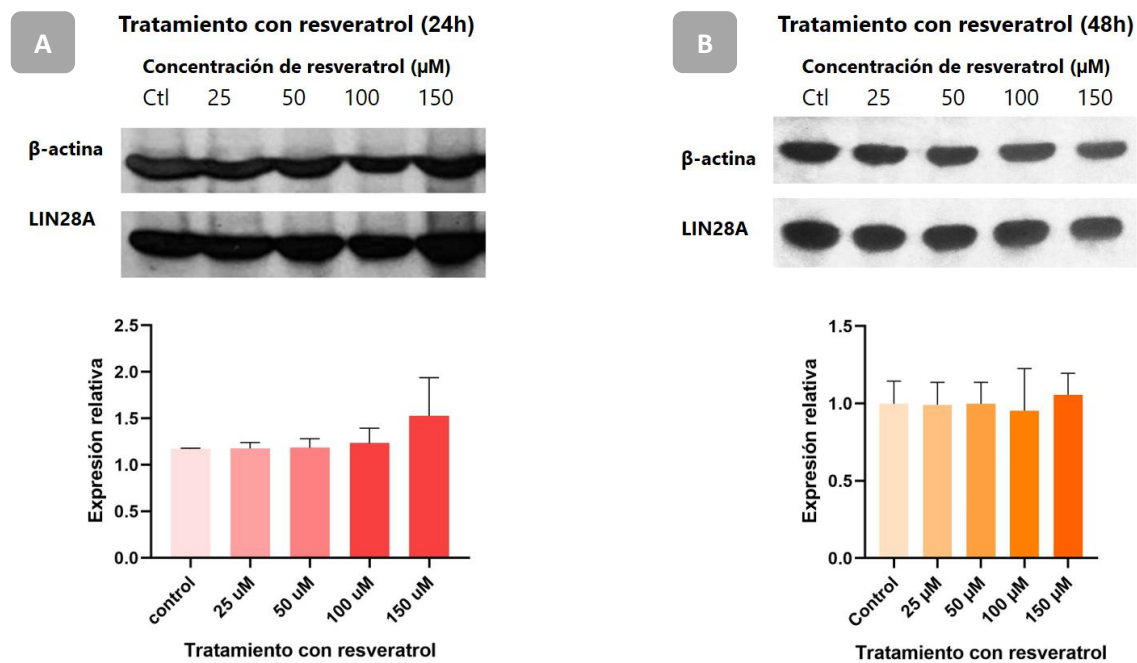 A
Tratamiento con resveratrol (24h)
Concentración de resveratrol (µM)
Ctl 25 50 100 150
β-actina
LIN28A
Expresión relativa
2.5
2.0
1.5
1.0
0.5
0.0
control 25 uM 50 uM 100 uM 150 uM
Tratamiento con resveratrol
B
Tratamiento con resveratrol (48h)
Concentración de resveratrol (µM)
Ctl 25 50 100 150
β-actina
LIN28A
Expresión relativa
1.5
1.0
0.5
0.0
Control 25 µM 50 µM 100 µM 150 µM
Tratamiento con resveratrol